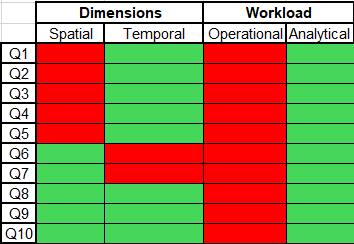 Dimensions Workload
Spatial Temporal Operational Analytical
Q1
Q2
Q3
Q4
Q5
Q6
Q7
Q8
Q9
Q10